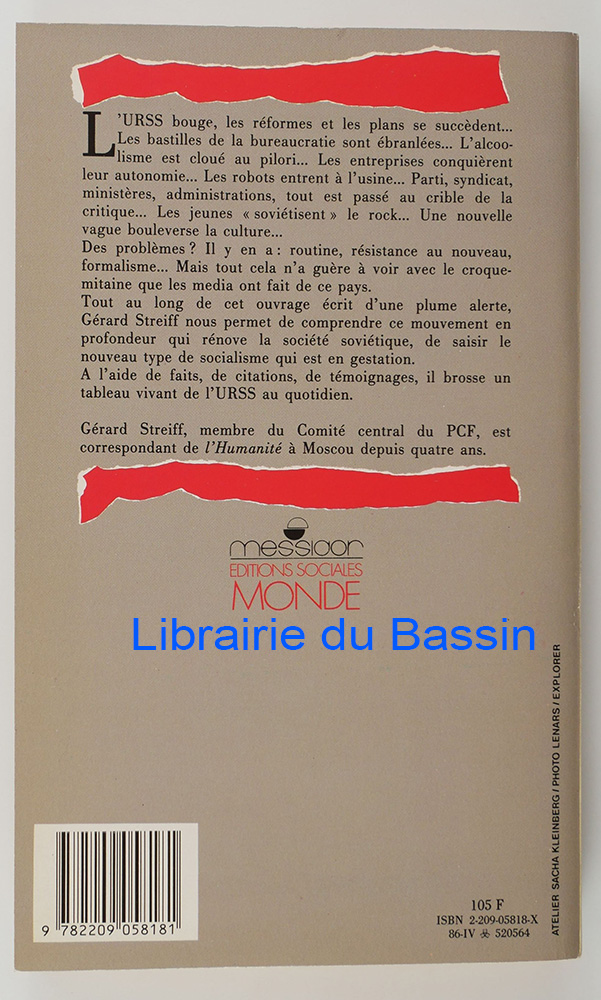 L'URSS bouge, les réformes et les plans se succèdent...
Les bastilles de la bureaucratie sont ébranlées... L'alcoo-
lisme est cloué au pilori... Les entreprises conquièrent
leur autonomie... Les robots entrent à l'usine... Parti, syndicat,
ministères, administrations, tout est passé au crible de la
critique... Les jeunes « soviétisent » le rock... Une nouvelle
vague bouleverse la culture...
Des problèmes ? Il y en a : routine, résistance au nouveau,
formalisme... Mais tout cela n'a guère à voir avec le croque-
mitaine que les media ont fait de ce pays.
Tout au long de cet ouvrage écrit d'une plume alerte,
Gérard Streiff nous permet de comprendre ce mouvement en
profondeur qui rénove la société soviétique, de saisir le
nouveau type de socialisme qui est en gestation.
A l'aide de faits, de citations, de témoignages, il brosse un
tableau vivant de l'URSS au quotidien.
Gérard Streiff, membre du Comité central du PCF, est
correspondant de l'Humanité à Moscou depuis quatre ans.
messidor
EDITIONS SOCIALES
MONDE
Librairie du Bassin
ATELIER SACHA KLEINBERG / PHOTO LENARS / EXPLORER
9 782209 058181
105 F
ISBN 2-209-05818-X
86-IV 520564